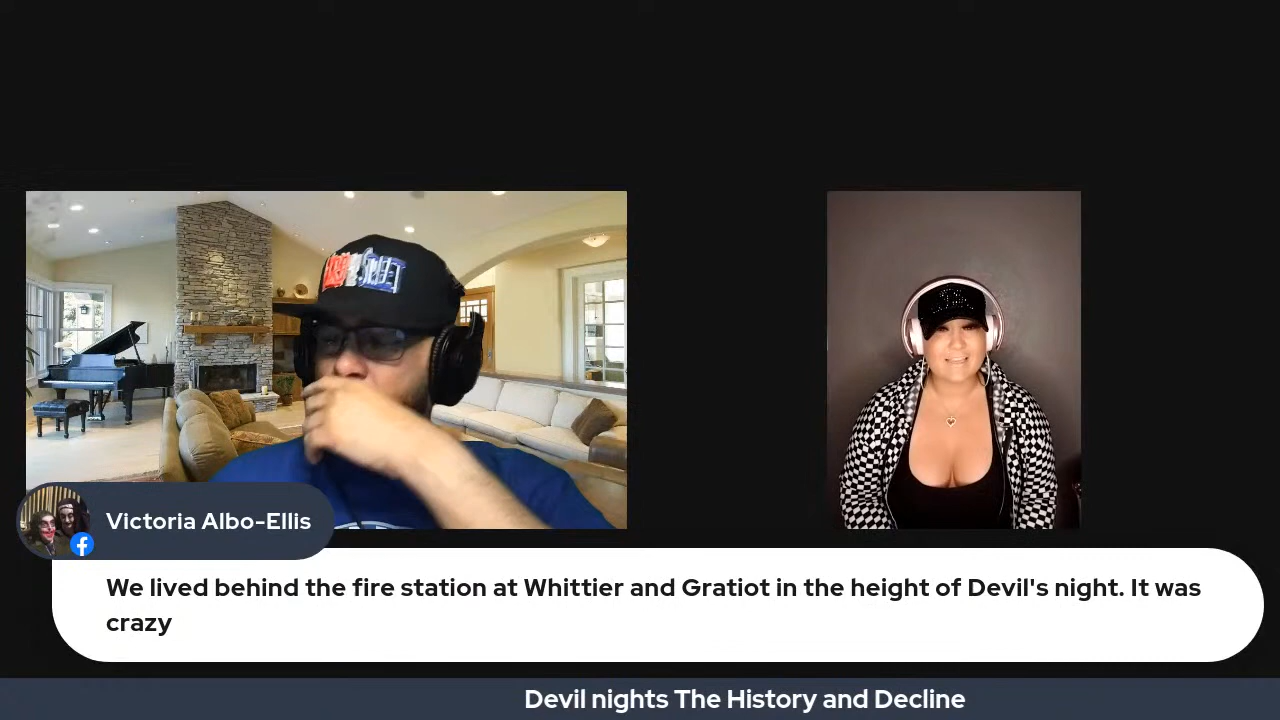 Victoria Albo-Ellis
We lived behind the fire station at Whittier and Gratiot in the height of Devil's night. It was
crazy
Devil nights The History and Decline